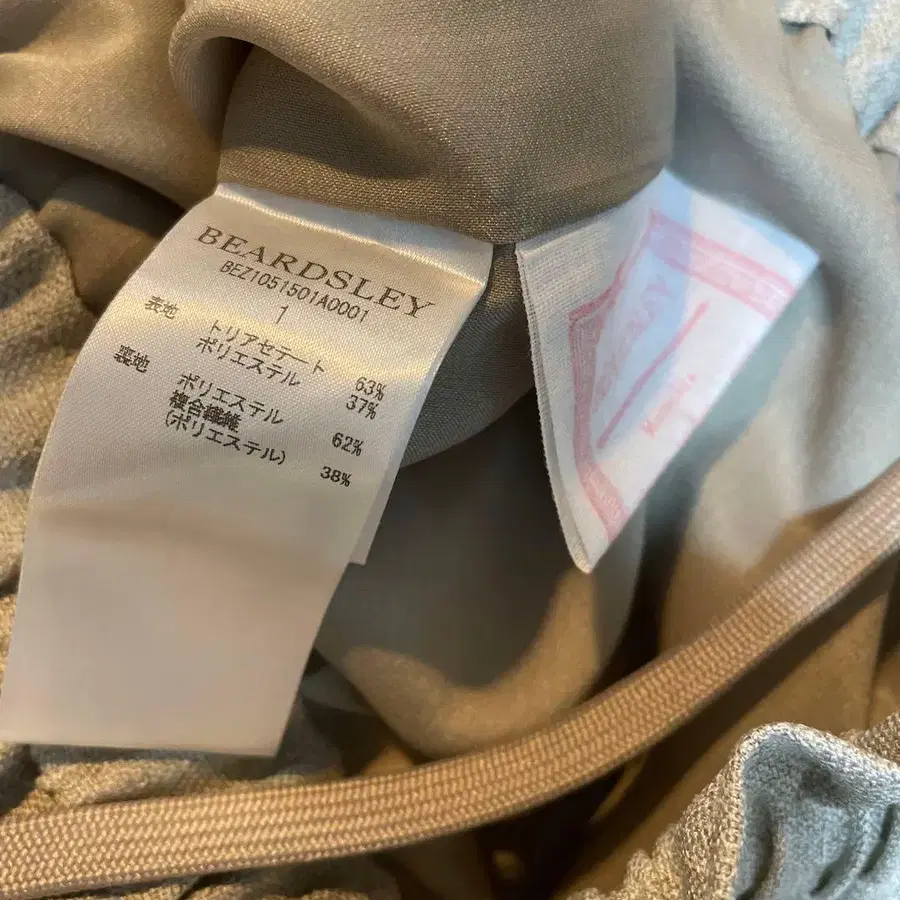 BEARDSLEY
BEZ1051501A0001
1
表地 トリアセテート 63%
ポリエステル 37%
裏地 ポリエステル 62%
複合繊維
(ポリエステル) 38%